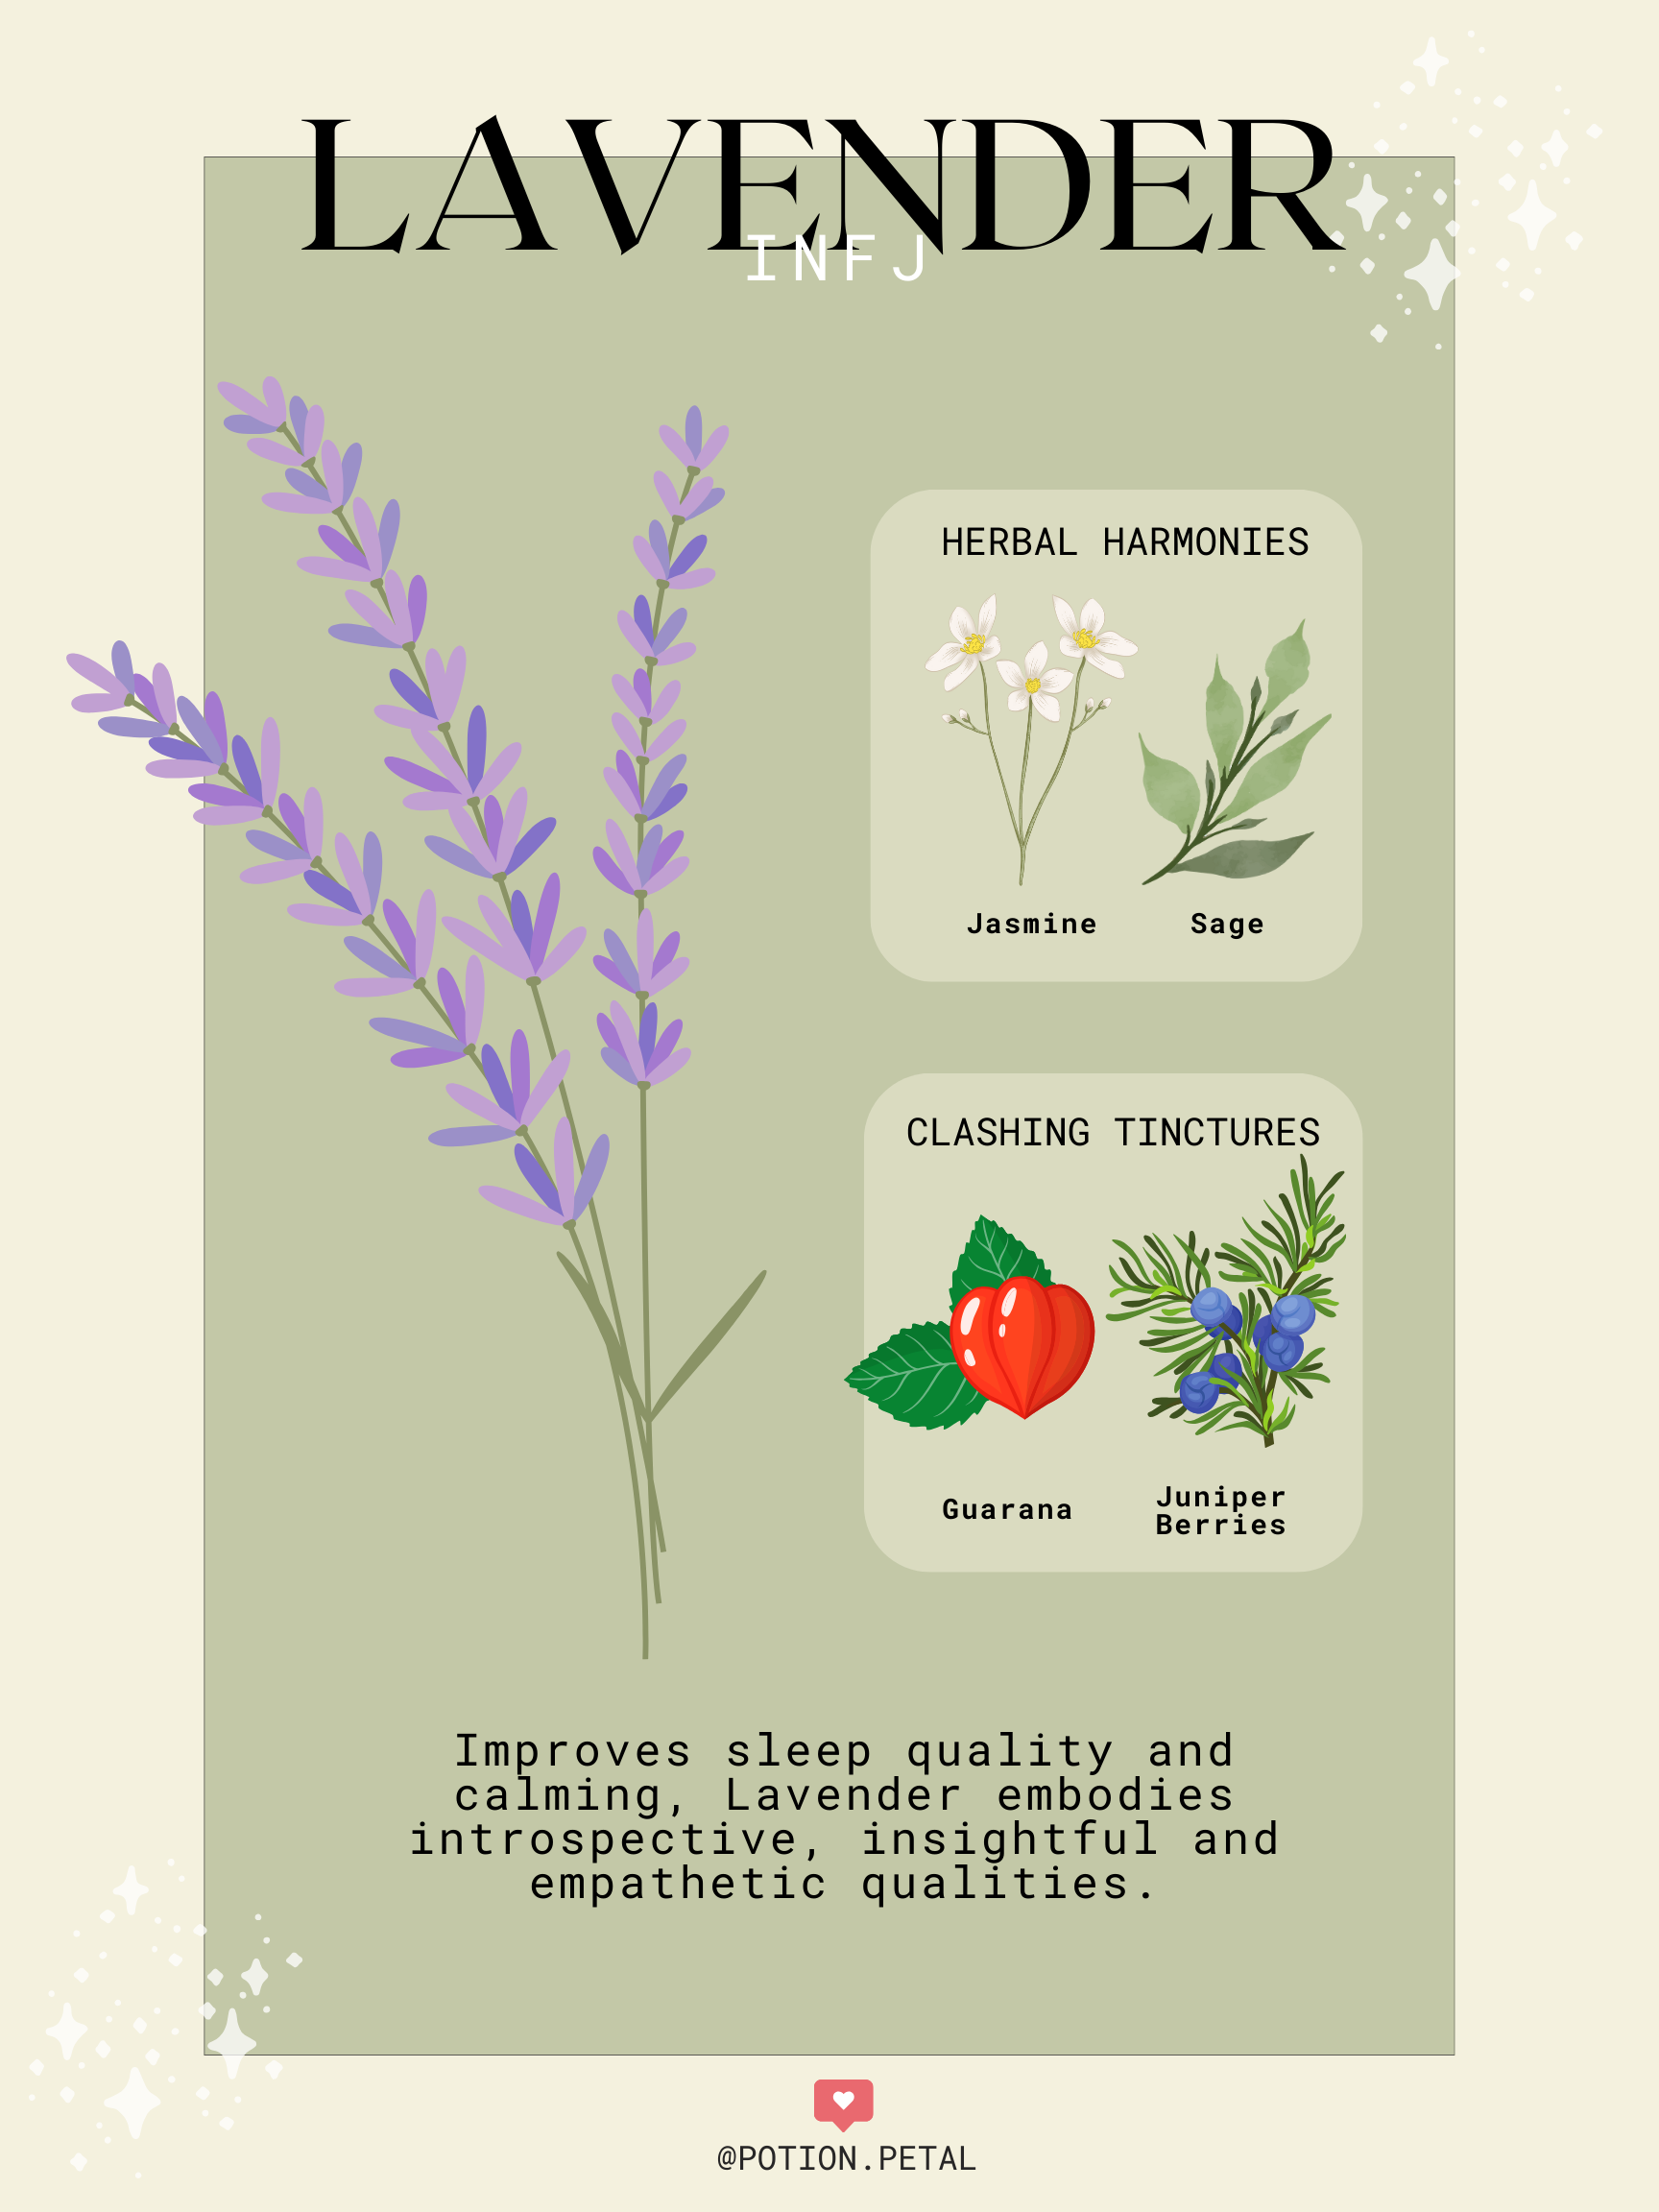 LAVENDER
INFJ
HERBAL HARMONIES
Jasmine
Sage
CLASHING TINCTURES
Guarana
Juniper
Berries
Improves sleep quality and
calming, Lavender embodies
introspective, insightful and
empathetic qualities.
@POTION.PETAL